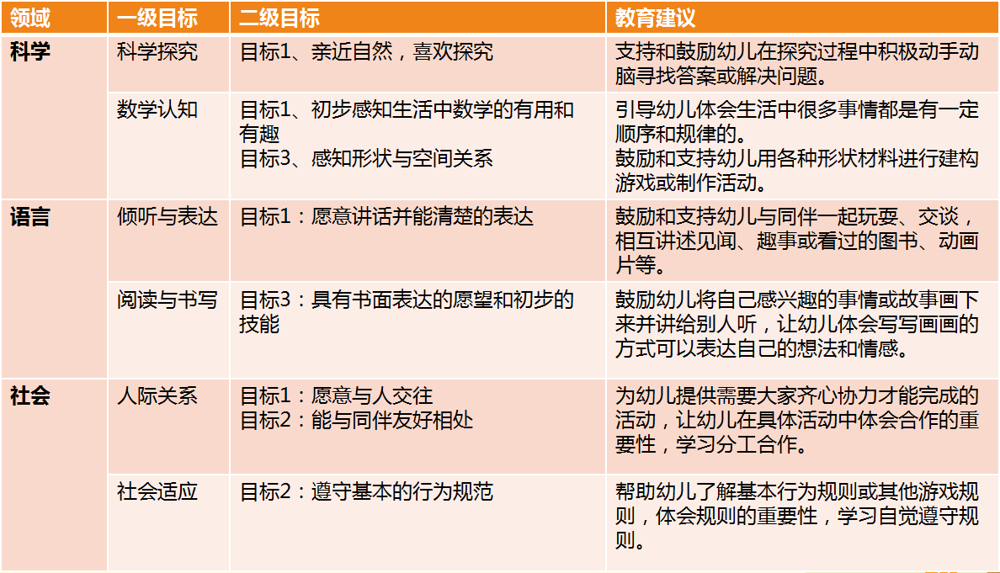 领域 一级目标 二级目标 教育建议
科学 科学探究 目标1、亲近自然，喜欢探究 支持和鼓励幼儿在探究过程中积极动手动
脑寻找答案或解决问题。
数学认知 目标1、初步感知生活中数学的有用和 引导幼儿体会生活中很多事情都是有一定
有趣 顺序和规律的。
目标3、感知形状与空间关系 鼓励和支持幼儿用各种形状材料进行建构
游戏或制作活动。
语言 倾听与表达 目标1：愿意讲话并能清楚的表达 鼓励和支持幼儿与同伴一起玩耍、交谈，
相互讲述见闻、趣事或看过的图书、动画
片等。
阅读与书写 目标3：具有书面表达的愿望和初步的 鼓励幼儿将自己感兴趣的事情或故事画下
技能 来并讲给别人听，让幼儿体会写写画画的
方式可以表达自己的想法和情感。
社会 人际关系 目标1：愿意与人交往 为幼儿提供需要大家齐心协力才能完成的
目标2：能与同伴友好相处 活动，让幼儿在具体活动中体会合作的重
要性，学习分工合作。
社会适应 目标2：遵守基本的行为规范 帮助幼儿了解基本行为规则或其他游戏规
则，体会规则的重要性，学习自觉遵守规
则。